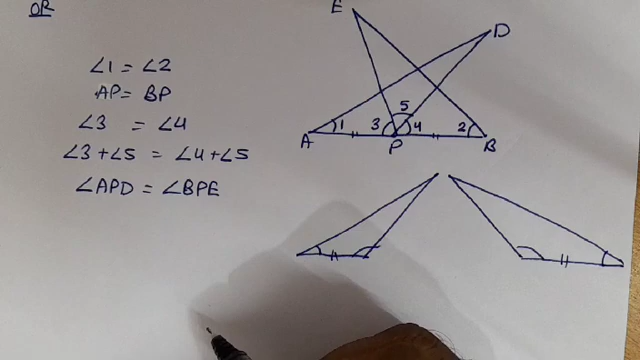 OR
∠1 = ∠2
AP = BP
∠3 = ∠4
∠3 + ∠5 = ∠4 + ∠5
∠APD = ∠BPE
E
D
5
A 1 3 4 2 B
P